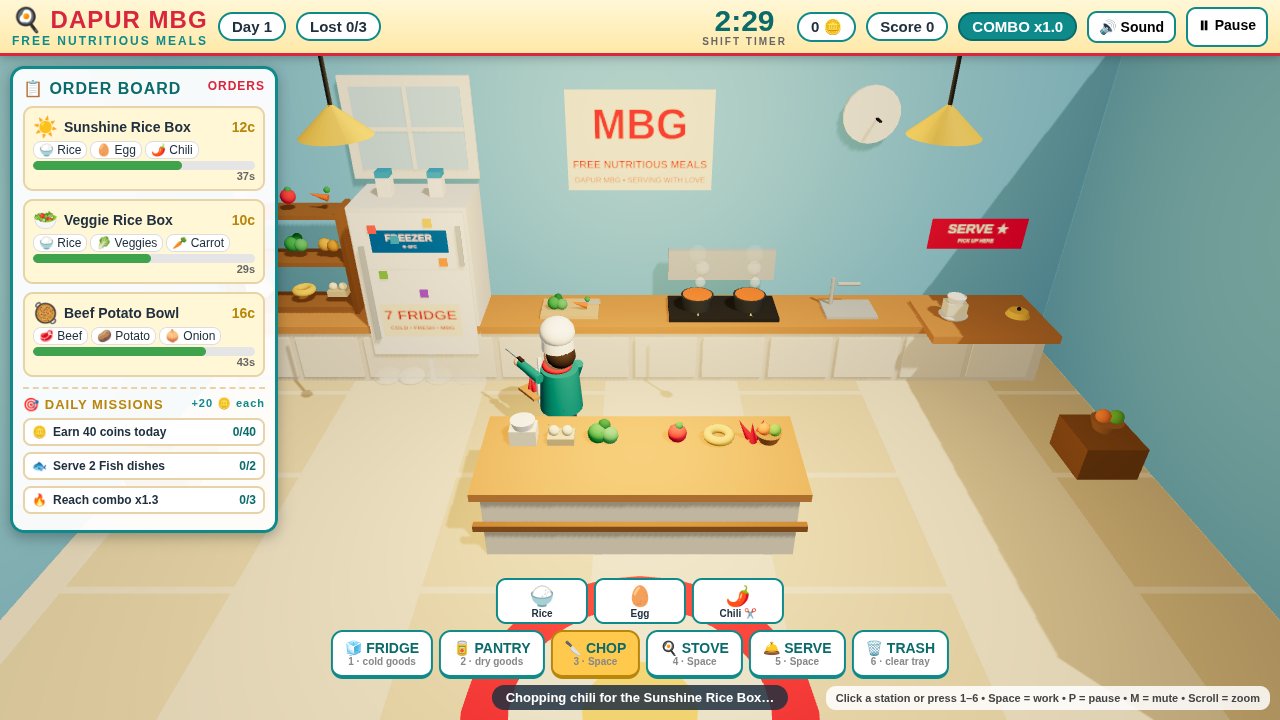 DAPUR MBG
FREE NUTRITIOUS MEALS
Day 1
Lost 0/3
2:29
SHIFT TIMER
0
Score 0
COMBO x1.0
Sound
Pause
ORDER BOARD
ORDERS
Sunshine Rice Box 12c
Rice Egg Chili
37s
Veggie Rice Box 10c
Rice Veggies Carrot
29s
Beef Potato Bowl 16c
Beef Potato Onion
43s
DAILY MISSIONS +20 each
Earn 40 coins today 0/40
Serve 2 Fish dishes 0/2
Reach combo x1.3 0/3
MBG
FREE NUTRITIOUS MEALS
DAPUR MBG • SERVING WITH LOVE
7 FRIDGE
COLD • FRESH • MBG
SERVE ★
PICK UP HERE
Rice
Egg
Chili
FRIDGE
1 · cold goods
PANTRY
2 · dry goods
CHOP
3 · Space
STOVE
4 · Space
SERVE
5 · Space
TRASH
6 · clear tray
Chopping chili for the Sunshine Rice Box…
Click a station or press 1–6 • Space = work • P = pause • M = mute • Scroll = zoom